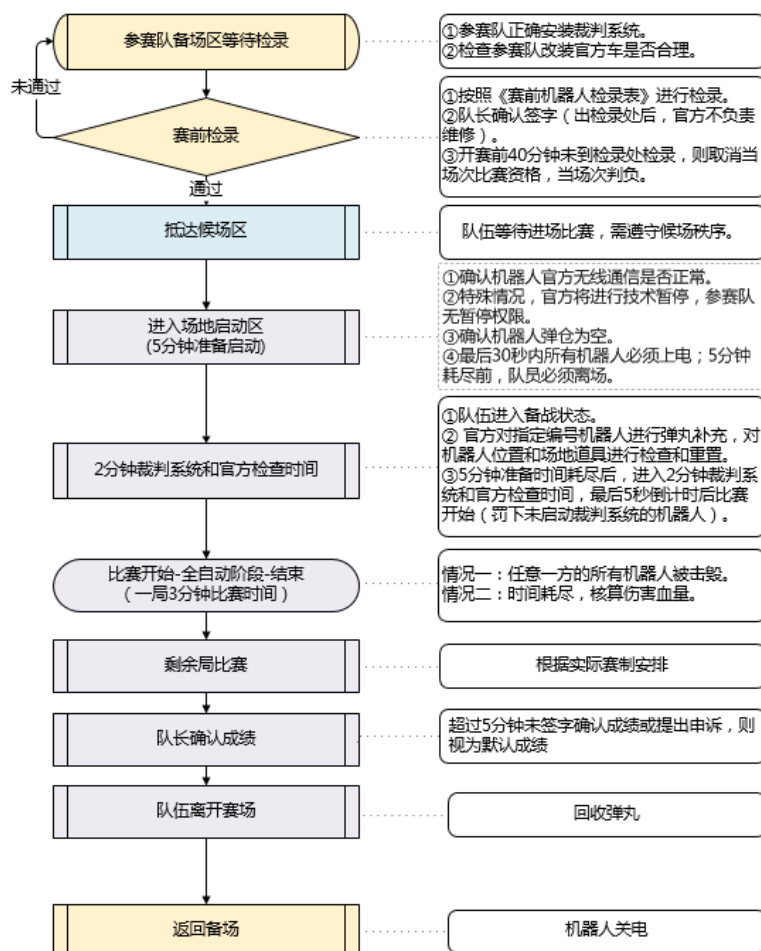 参赛队备场区等待检录
①参赛队正确安装裁判系统。
②检查参赛队改装官方车是否合理。
未通过
赛前检录
①按照《赛前机器人检录表》进行检录。
②队长确认签字（出检录处后，官方不负责
维修）。
③开赛前40分钟未到检录处检录，则取消当
场次比赛资格，当场次判负。
通过
抵达候场区
队伍等待进场比赛，需遵守候场秩序。
进入场地启动区
(5分钟准备启动)
①确认机器人官方无线通信是否正常。
②特殊情况，官方将进行技术暂停，参赛队
无暂停权限。
③确认机器人弹仓为空。
④最后30秒内所有机器人必须上电；5分钟
耗尽前，队员必须离场。
2分钟裁判系统和官方检查时间
①队伍进入备战状态。
② 官方对指定编号机器人进行弹丸补充，对
机器人位置和场地道具进行检查和重置。
③5分钟准备时间耗尽后，进入2分钟裁判系
统和官方检查时间，最后5秒倒计时后比赛
开始（罚下未启动裁判系统的机器人）。
比赛开始-全自动阶段-结束
（一局3分钟比赛时间）
情况一：任意一方的所有机器人被击毁。
情况二：时间耗尽，核算伤害血量。
剩余局比赛
根据实际赛制安排
队长确认成绩
超过5分钟未签字确认成绩或提出申诉，则
视为默认成绩
队伍离开赛场
回收弹丸
返回备场
机器人关电